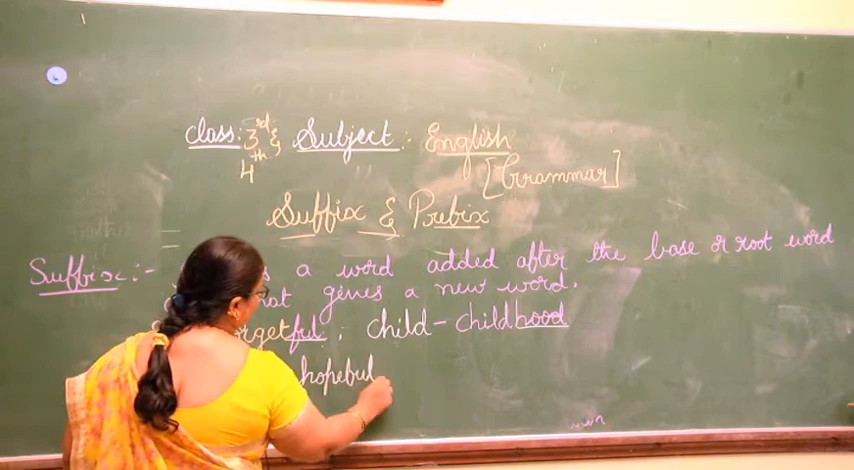 Class: 3rd & Subject:- English
4th [Grammar]
Suffix & Prefix
Suffix:- a word added after the base or root word
gives a new word.
forgetful, child-childhood
hopeful